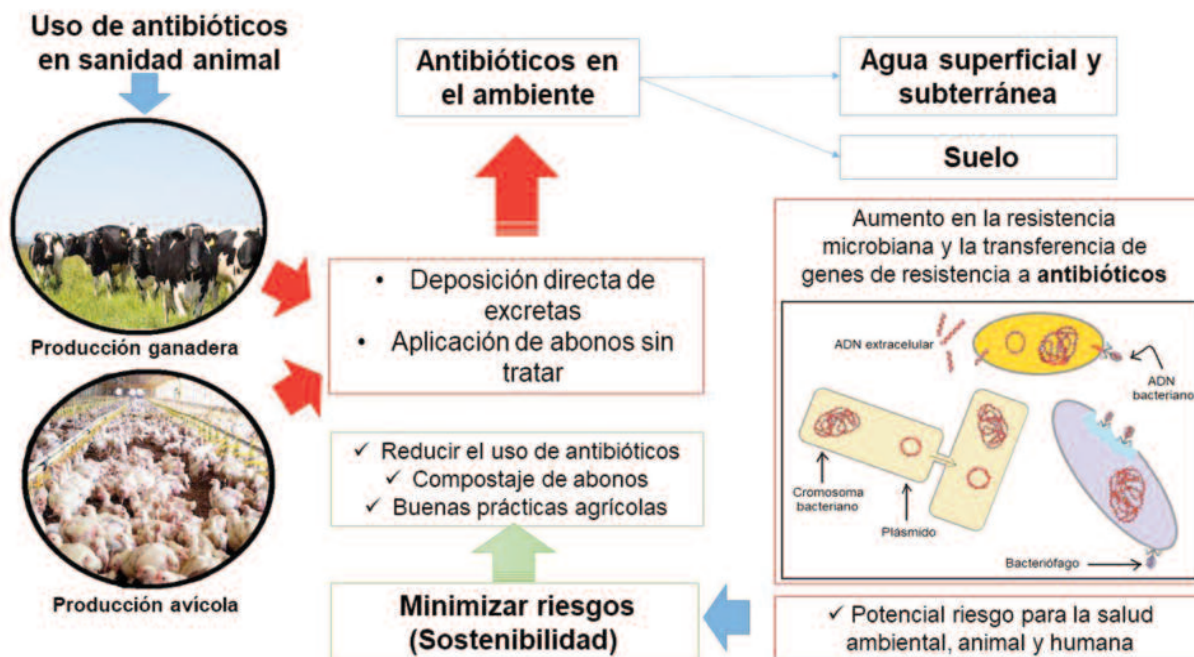 Uso de antibióticos
en sanidad animal
Producción ganadera
Producción avícola
Antibióticos en
el ambiente
Agua superficial y
subterránea
Suelo
• Deposición directa de
excretas
• Aplicación de abonos sin
tratar
✓ Reducir el uso de antibióticos
✓ Compostaje de abonos
✓ Buenas prácticas agrícolas
Minimizar riesgos
(Sostenibilidad)
Aumento en la resistencia
microbiana y la transferencia de
genes de resistencia a antibióticos
ADN extracelular
ADN
bacteriano
Cromosoma
bacteriano
Plásmido
Bacteriófago
✓ Potencial riesgo para la salud
ambiental, animal y humana